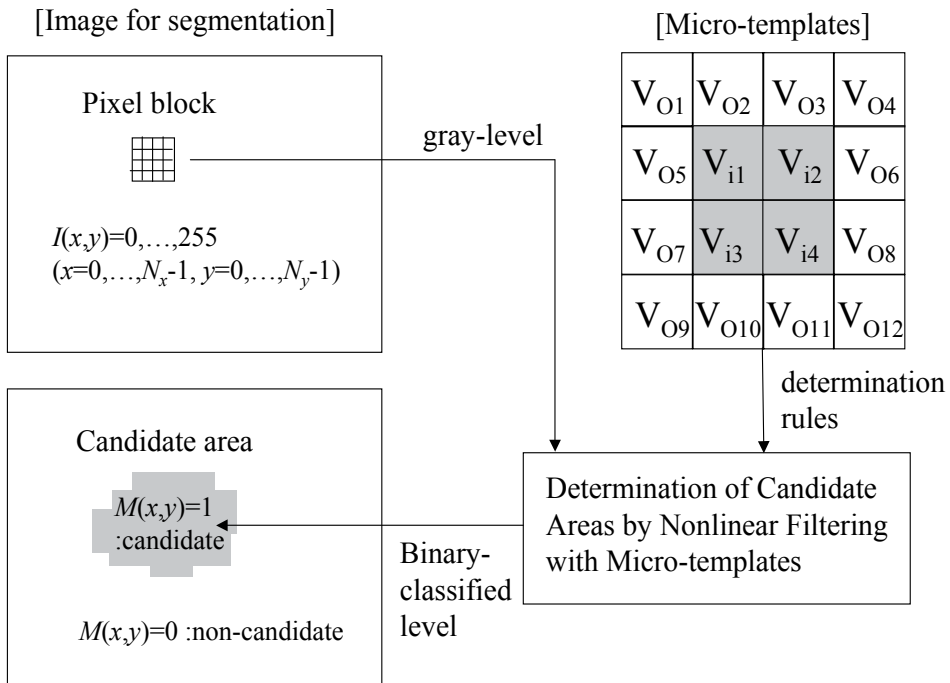 [Image for segmentation]
Pixel block
I(x,y)=0,…,255
(x=0,…,Nx-1, y=0,…,Ny-1)
gray-level
[Micro-templates]
VO1 VO2 VO3 VO4
VO5 Vi1 Vi2 VO6
VO7 Vi3 Vi4 VO8
VO9 VO10 VO11 VO12
determination
rules
Candidate area
M(x,y)=1
:candidate
M(x,y)=0 :non-candidate
Binary-
classified
level
Determination of Candidate
Areas by Nonlinear Filtering
with Micro-templates